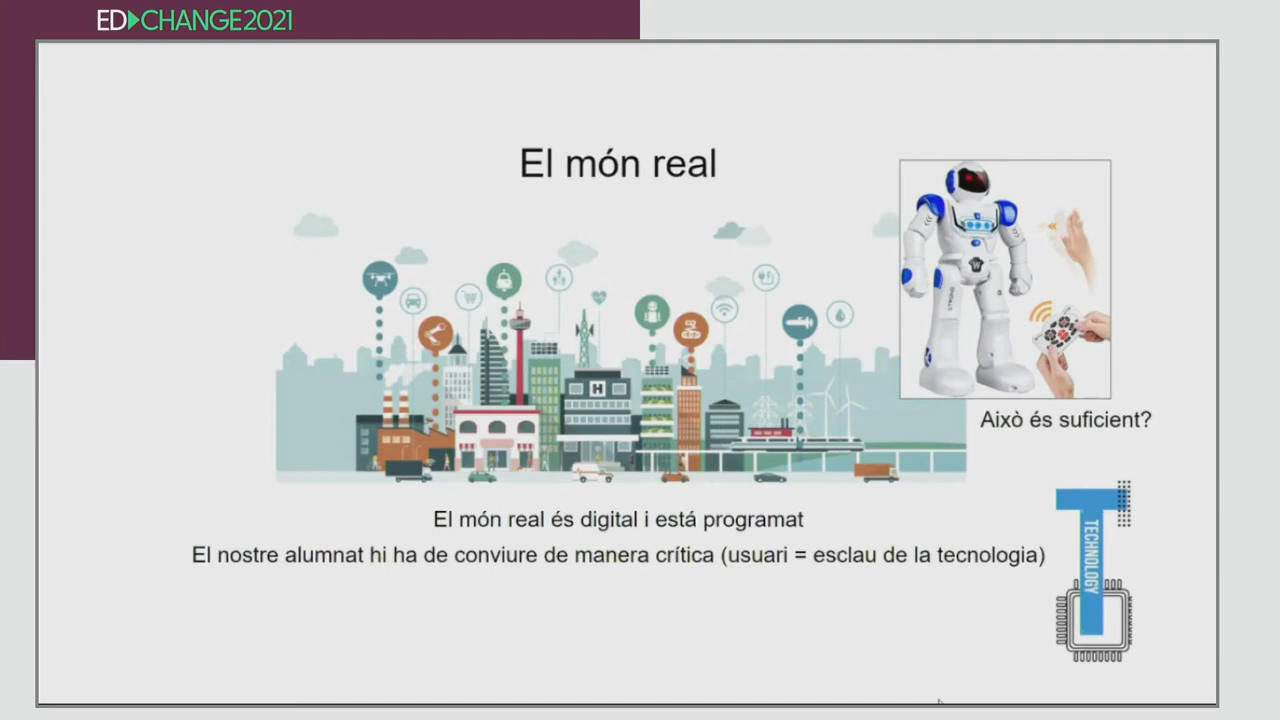 ED▶CHANGE2021
El món real
H
W
STRONG
Això és suficient?
El món real és digital i está programat
El nostre alumnat hi ha de conviure de manera crítica (usuari = esclau de la tecnologia)
TECHNOLOGY